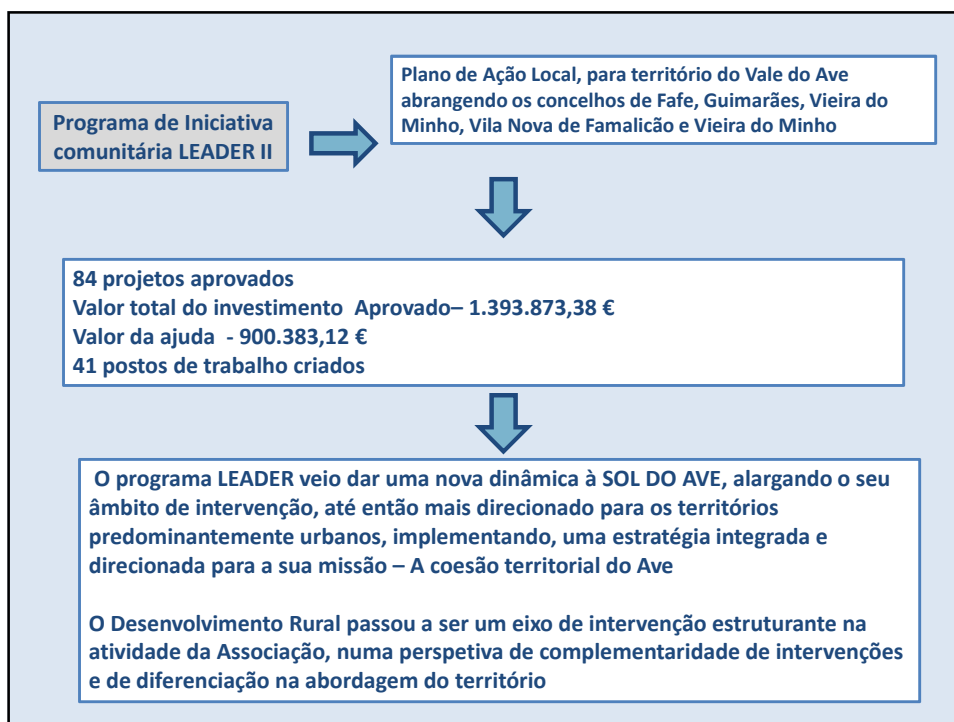 Programa de Iniciativa
comunitária LEADER II
Plano de Ação Local, para território do Vale do Ave
abrangendo os concelhos de Fafe, Guimarães, Vieira do
Minho, Vila Nova de Famalicão e Vieira do Minho
84 projetos aprovados
Valor total do investimento Aprovado– 1.393.873,38 €
Valor da ajuda - 900.383,12 €
41 postos de trabalho criados
O programa LEADER veio dar uma nova dinâmica à SOL DO AVE, alargando o seu
âmbito de intervenção, até então mais direcionado para os territórios
predominantemente urbanos, implementando, uma estratégia integrada e
direcionada para a sua missão – A coesão territorial do Ave
O Desenvolvimento Rural passou a ser um eixo de intervenção estruturante na
atividade da Associação, numa perspetiva de complementaridade de intervenções
e de diferenciação na abordagem do território